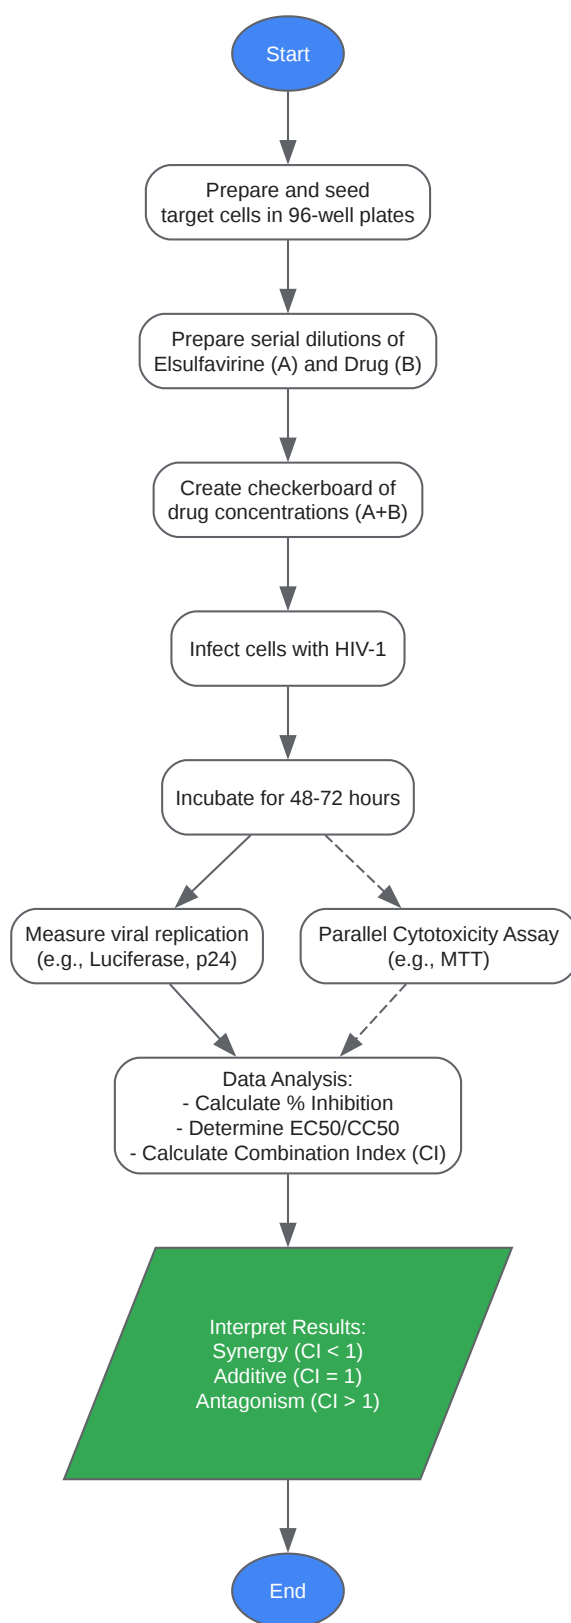 Start
Prepare and seed
target cells in 96-well plates
Prepare serial dilutions of
Elsulfavirine (A) and Drug (B)
Create checkerboard of
drug concentrations (A+B)
Infect cells with HIV-1
Incubate for 48-72 hours
Measure viral replication
(e.g., Luciferase, p24)
Parallel Cytotoxicity Assay
(e.g., MTT)
Data Analysis:
- Calculate % Inhibition
- Determine EC50/CC50
- Calculate Combination Index (CI)
Interpret Results:
Synergy (CI < 1)
Additive (CI = 1)
Antagonism (CI > 1)
End